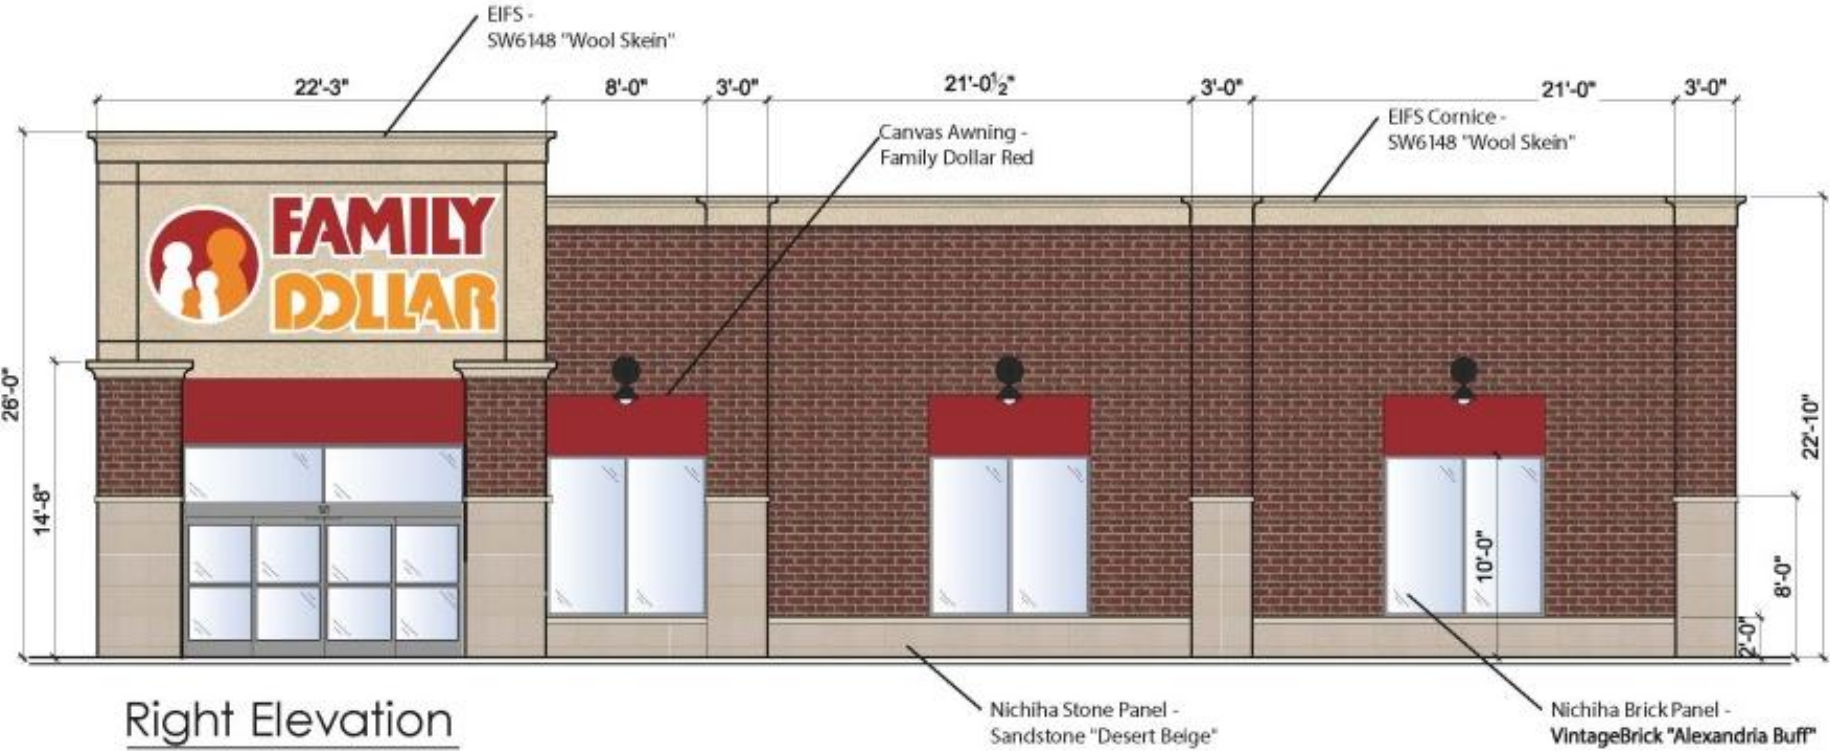 EIFS -
SW6148 "Wool Skein"
22'-3"
8'-0"
3'-0"
21'-0½"
3'-0"
21'-0"
3'-0"
EIFS Cornice -
SW6148 "Wool Skein"
Canvas Awning -
Family Dollar Red
FAMILY
DOLLAR
26'-0"
14'-8"
22'-10"
10'-0"
8'-0"
2'-0"
Right Elevation
Nichiha Stone Panel -
Sandstone "Desert Beige"
Nichiha Brick Panel -
VintageBrick "Alexandria Buff"